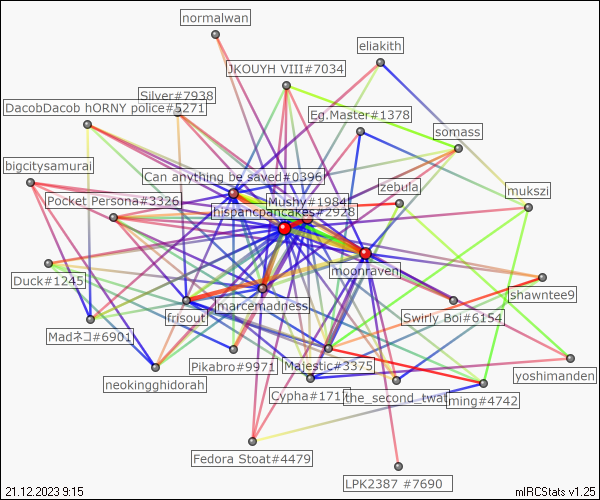 normalwan
eliakith
JKOUYH VIII#7034
Silver#7938
DacobDacob hORNY police#5271
Eg.Master#1378
somass
bigcitysamurai
Can anything be saved#0396
zebula
mukszi
Pocket Persona#3326
Mushy#1984
hispancpancakes#2928
moonraven
Duck#1245
marcemadness
shawntee9
frisout
Swirly Boi#6154
Madネコ#6901
Pikabro#9971
Majestic#3375
yoshimanden
neokingghidorah
Cypha#171
the_second_twat
ming#4742
Fedora Stoat#4479
LPK2387 #7690
21.12.2023 9:15
mIRCStats v1.25